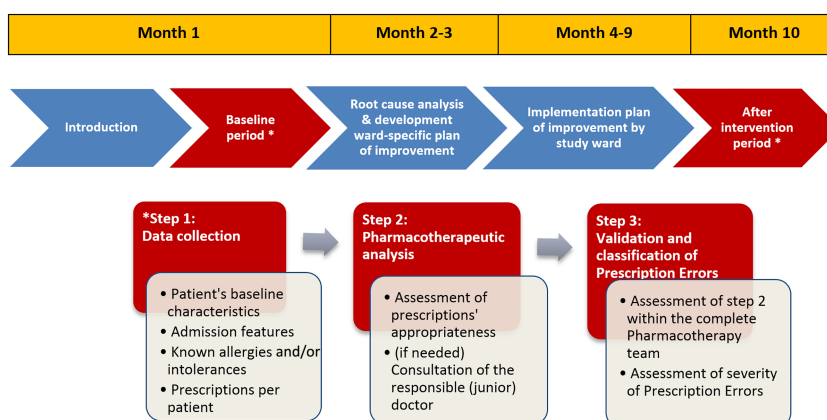 Month 1
Month 2-3
Month 4-9
Month 10
Introduction
Baseline
period *
Root cause analysis
& development
ward-specific plan
of improvement
Implementation plan
of improvement by
study ward
After
intervention
period *
*Step 1:
Data collection
• Patient's baseline
characteristics
• Admission features
• Known allergies and/or
intolerances
• Prescriptions per
patient
Step 2:
Pharmacotherapeutic
analysis
• Assessment of
prescriptions'
appropriateness
• (if needed)
Consultation of the
responsible (junior)
doctor
Step 3:
Validation and
classification of
Prescription Errors
• Assessment of step 2
within the complete
Pharmacotherapy
team
• Assessment of severity
of Prescription Errors